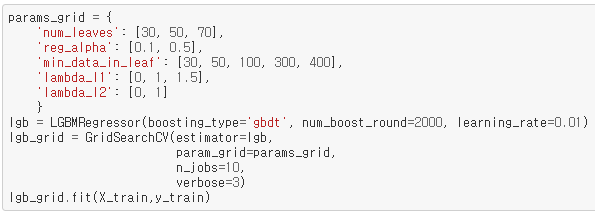 params_grid = {
    'num_leaves': [30, 50, 70],
    'reg_alpha': [0.1, 0.5],
    'min_data_in_leaf': [30, 50, 100, 300, 400],
    'lambda_l1': [0, 1, 1.5],
    'lambda_l2': [0, 1]
    }
lgb = LGBMRegressor(boosting_type='gbdt', num_boost_round=2000, learning_rate=0.01)
lgb_grid = GridSearchCV(estimator=lgb,
                        param_grid=params_grid,
                        n_jobs=10,
                        verbose=3)
lgb_grid.fit(X_train,y_train)